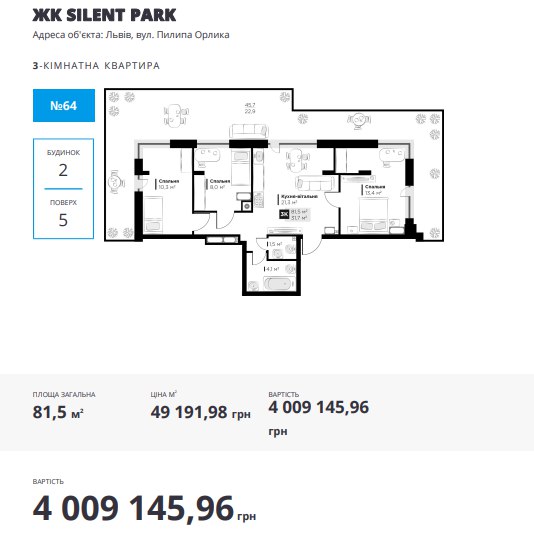 ЖК SILENT PARK
Адреса об'єкта: Львів, вул. Пилипа Орлика
3-КІМНАТНА КВАРТИРА
№64
БУДИНОК
2
ПОВЕРХ
5
45,7
22,9
Спальня
10,3 м²
Спальня
8,0 м²
Кухня-вітальня
21,3 м²
3К
81,5 м²
31,7 м²
Спальня
13,4 м²
1,5 м²
4,1 м²
ПЛОЩА ЗАГАЛЬНА
81,5 м²
ЦІНА М²
49 191,98 грн
ВАРТІСТЬ
4 009 145,96
грн
ВАРТІСТЬ
4 009 145,96 грн